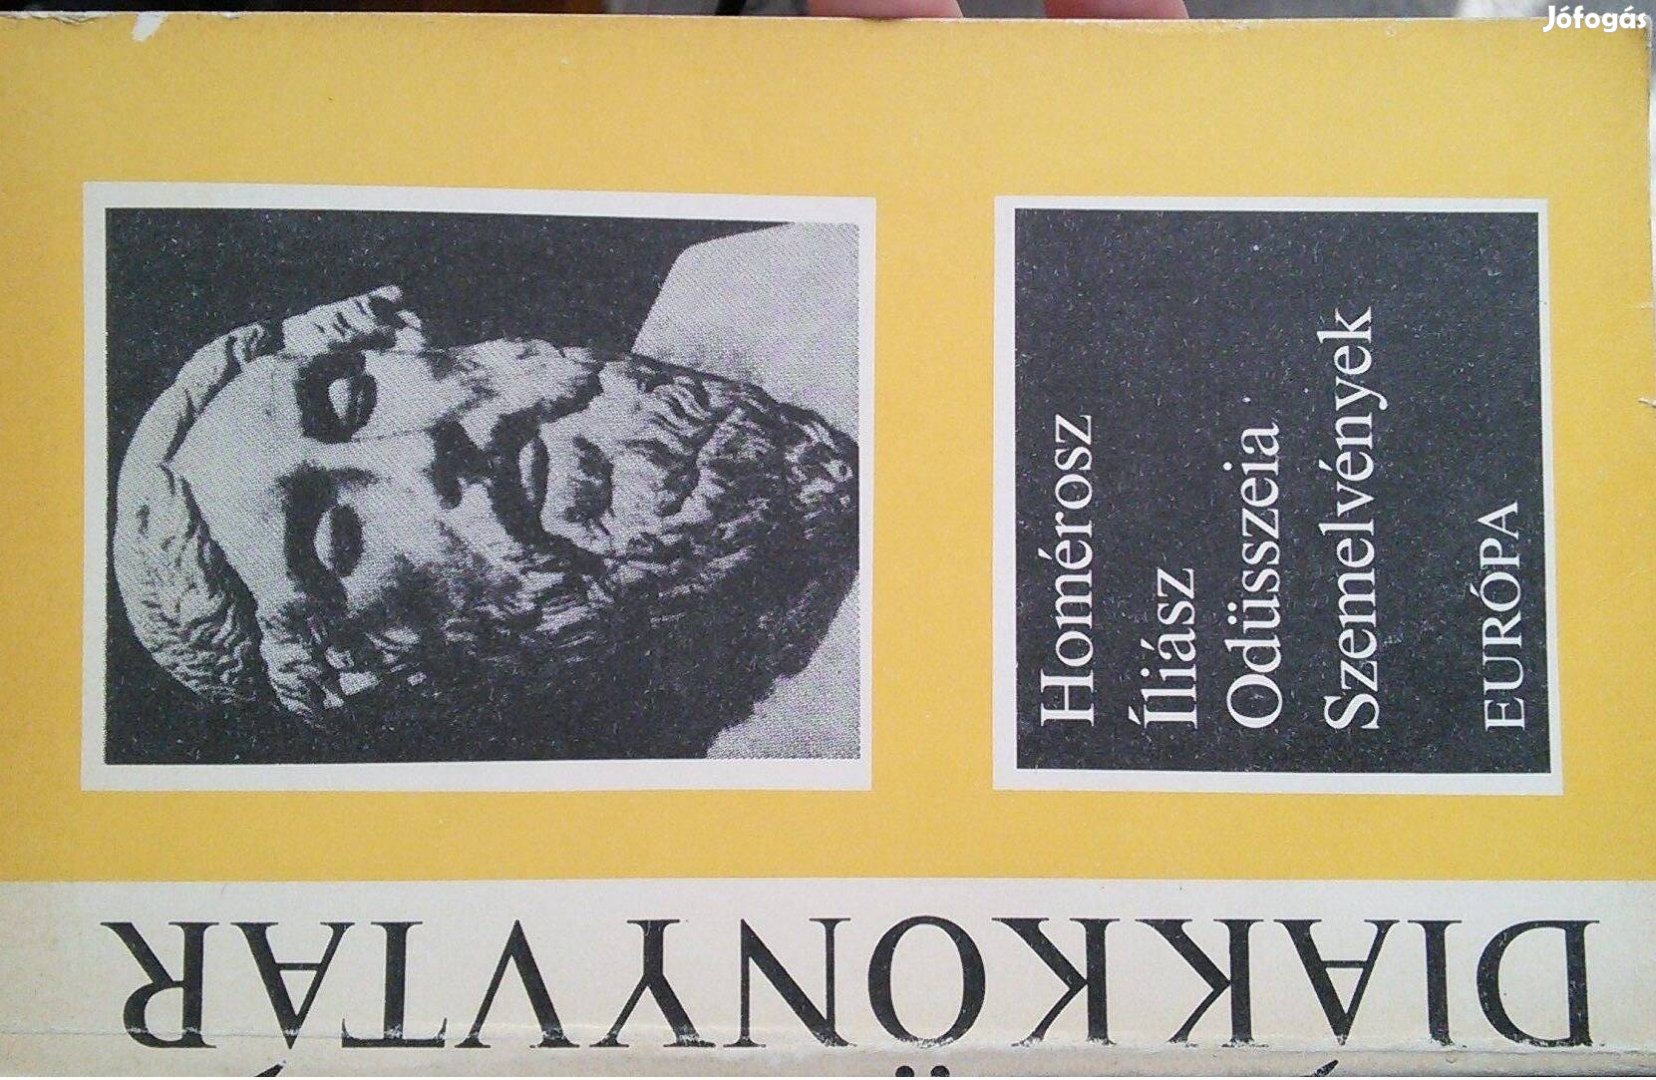 Homérosz
Íliász
Odüsszeia
Szemelvények
EURÓPA
DIÁKKÖNYVTÁR
Jófogás